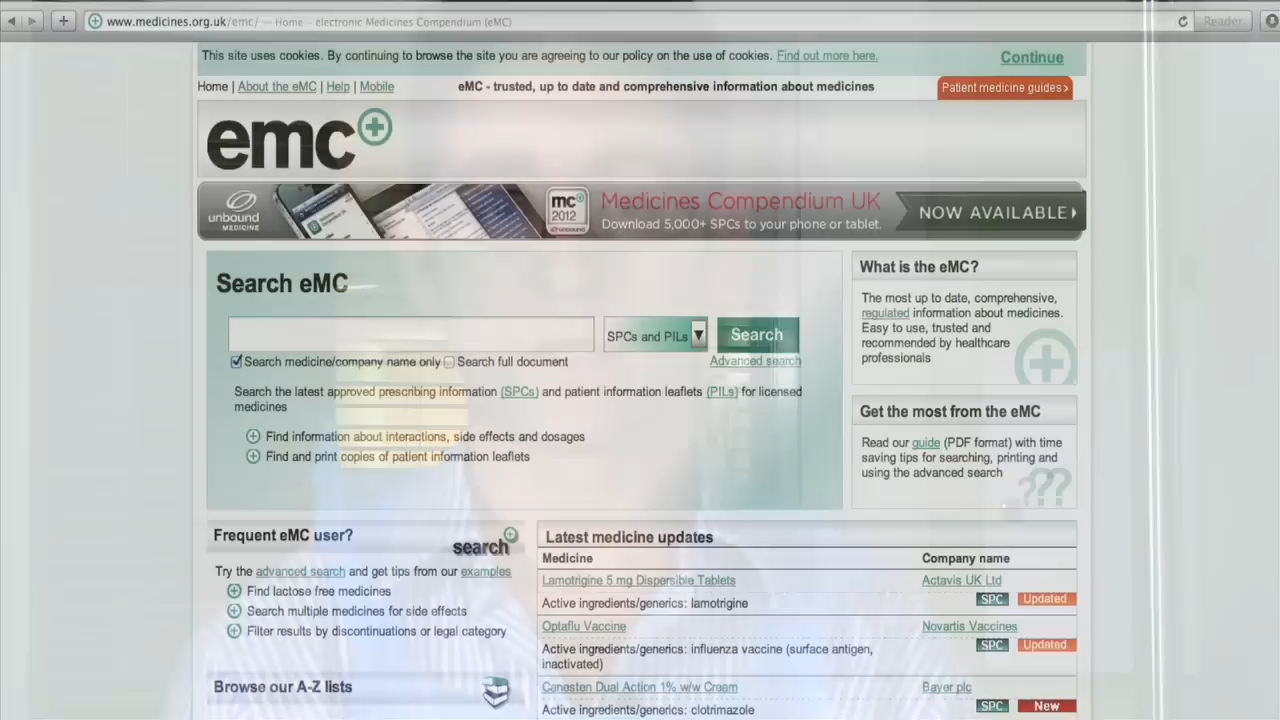 www.medicines.org.uk/emc/ — Home – electronic Medicines Compendium (eMC)
Reader
This site uses cookies. By continuing to browse the site you are agreeing to our policy on the use of cookies. Find out more here.
Continue
Home | About the eMC | Help | Mobile
eMC - trusted, up to date and comprehensive information about medicines
Patient medicine guides
emc
unbound
MEDICINE
mc
2012
unbound
Medicines Compendium UK
Download 5,000+ SPCs to your phone or tablet.
NOW AVAILABLE
Search eMC
SPCs and PILs
Search
Search medicine/company name only
Search full document
Advanced search
Search the latest approved prescribing information (SPCs) and patient information leaflets (PILs) for licensed
medicines
Find information about interactions, side effects and dosages
Find and print copies of patient information leaflets
What is the eMC?
The most up to date, comprehensive,
regulated information about medicines.
Easy to use, trusted and
recommended by healthcare
professionals
Get the most from the eMC
Read our guide (PDF format) with time
saving tips for searching, printing and
using the advanced search
???
Frequent eMC user?
search
Try the advanced search and get tips from our examples
Find lactose free medicines
Search multiple medicines for side effects
Filter results by discontinuations or legal category
Browse our A-Z lists
Latest medicine updates
Medicine
Company name
Lamotrigine 5 mg Dispersible Tablets
Actavis UK Ltd
Active ingredients/generics: lamotrigine
SPC
Updated
Optaflu Vaccine
Novartis Vaccines
Active ingredients/generics: influenza vaccine (surface antigen,
inactivated)
SPC
Updated
Canesten Dual Action 1% w/w Cream
Bayer plc
Active ingredients/generics: clotrimazole
SPC
New